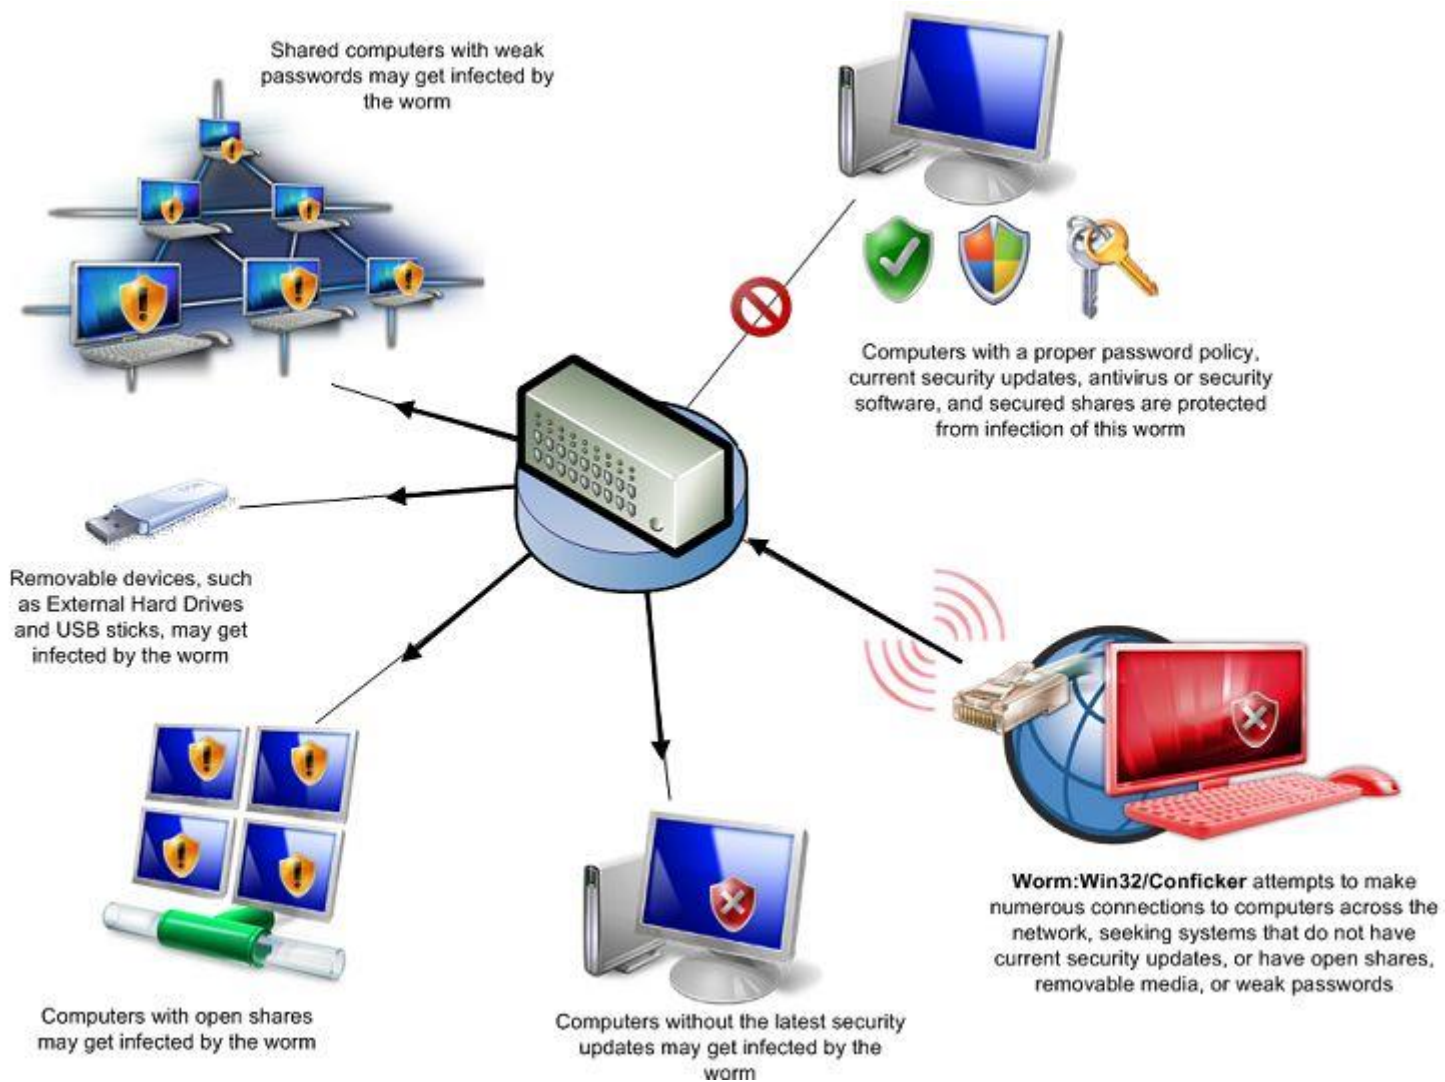 Shared computers with weak
passwords may get infected by
the worm
Computers with a proper password policy,
current security updates, antivirus or security
software, and secured shares are protected
from infection of this worm
Removable devices, such
as External Hard Drives
and USB sticks, may get
infected by the worm
Worm:Win32/Conficker attempts to make
numerous connections to computers across the
network, seeking systems that do not have
current security updates, or have open shares,
removable media, or weak passwords
Computers with open shares
may get infected by the worm
Computers without the latest security
updates may get infected by the
worm